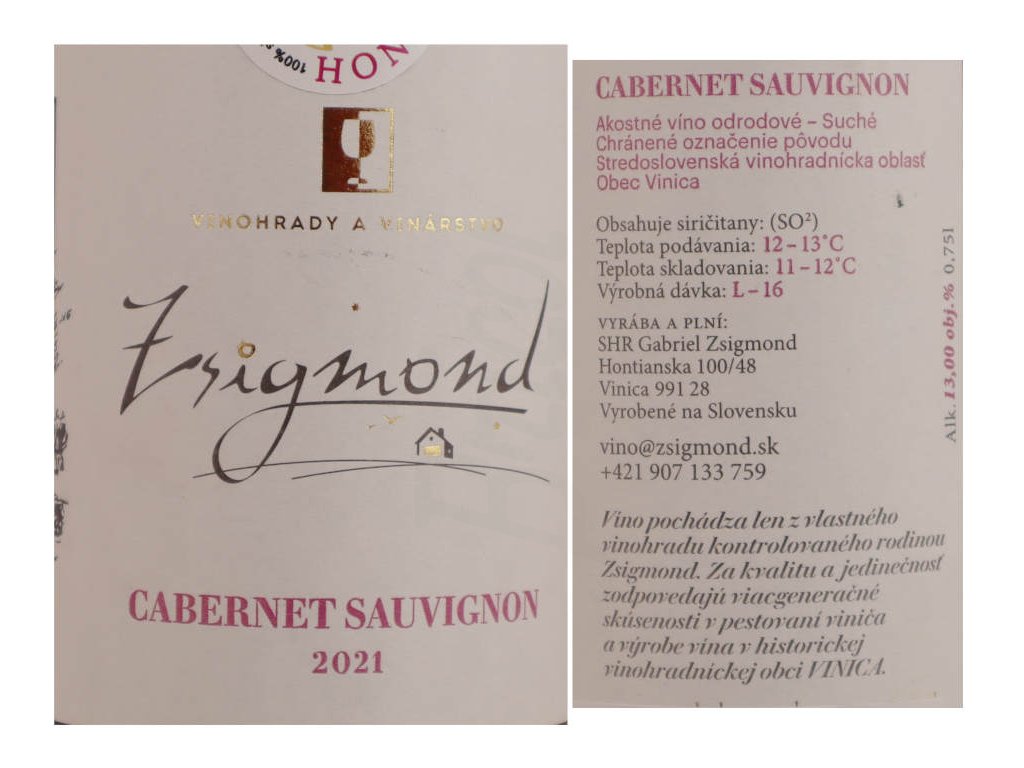 100%
HON
VINOHRADY A VINÁRSTVO
Zsigmond
CABERNET SAUVIGNON
2021
CABERNET SAUVIGNON
Akostné víno odrodové – Suché
Chránené označenie pôvodu
Stredoslovenská vinohradnícka oblasť
Obec Vinica
Obsahuje siričitany: (SO²)
Teplota podávania: 12 – 13°C
Teplota skladovania: 11 – 12°C
Výrobná dávka: L – 16
VYRÁBA A PLNÍ:
SHR Gabriel Zsigmond
Hontianska 100/48
Vinica 991 28
Vyrobené na Slovensku
vino@zsigmond.sk
+421 907 133 759
Alk. 13,00 obj.% 0,75l
Víno pochádza len z vlastného
vinohradu kontrolovaného rodinou
Zsigmond. Za kvalitu a jedinečnosť
zodpovedajú viacgeneračné
skúsenosti v pestovaní viniča
a výrobe vína v historickej
vinohradníckej obci VINICA.